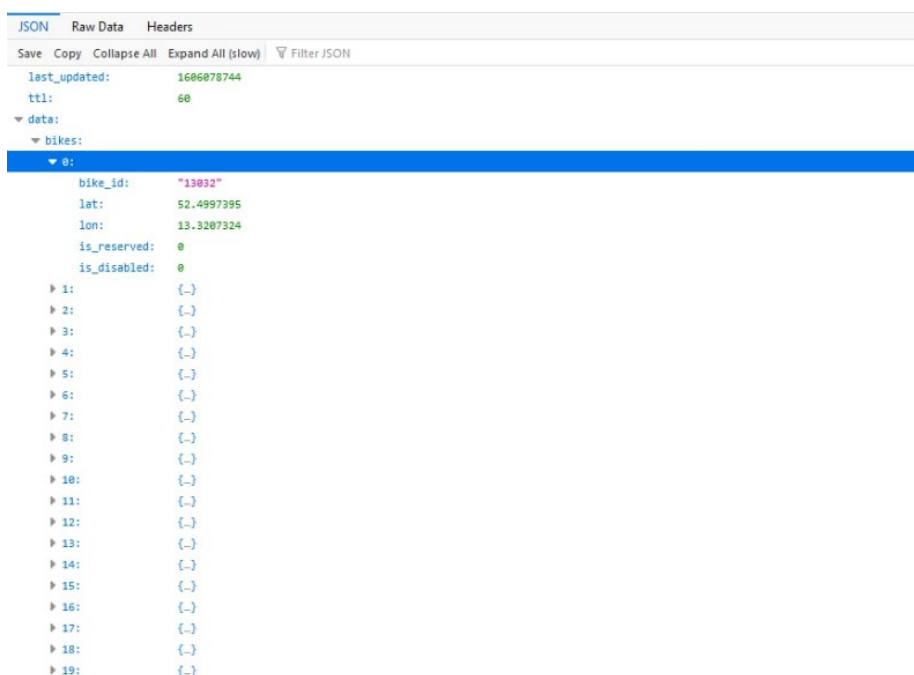 JSON Raw Data Headers
Save Copy Collapse All Expand All (slow) Filter JSON
last_updated: 1606078744
ttl: 60
data:
bikes:
0:
bike_id: "13032"
lat: 52.4997395
lon: 13.3207324
is_reserved: 0
is_disabled: 0
1: {…}
2: {…}
3: {…}
4: {…}
5: {…}
6: {…}
7: {…}
8: {…}
9: {…}
10: {…}
11: {…}
12: {…}
13: {…}
14: {…}
15: {…}
16: {…}
17: {…}
18: {…}
19: {…}